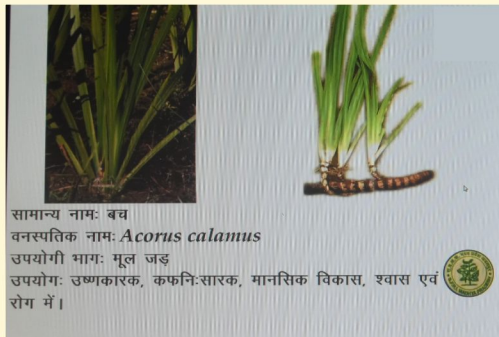 सामान्य नामः बच
वनस्पतिक नामः Acorus calamus
उपयोगी भागः मूल जड़
उपयोगः उष्णकारक, कफनिःसारक, मानसिक विकास, श्वास एवं
रोग में।